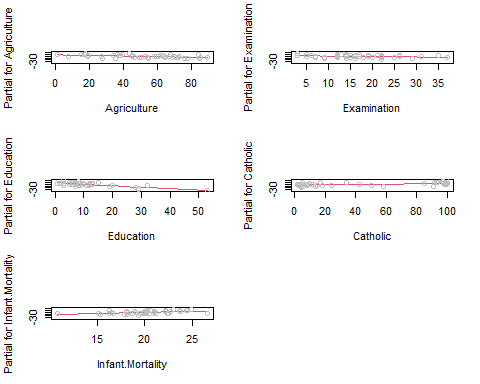 Partial for Agriculture
-30
0 20 40 60 80
Agriculture
Partial for Examination
-30
5 10 15 20 25 30 35
Examination
Partial for Education
-30
0 10 20 30 40 50
Education
Partial for Catholic
-30
0 20 40 60 80 100
Catholic
Partial for Infant.Mortality
-30
15 20 25
Infant.Mortality